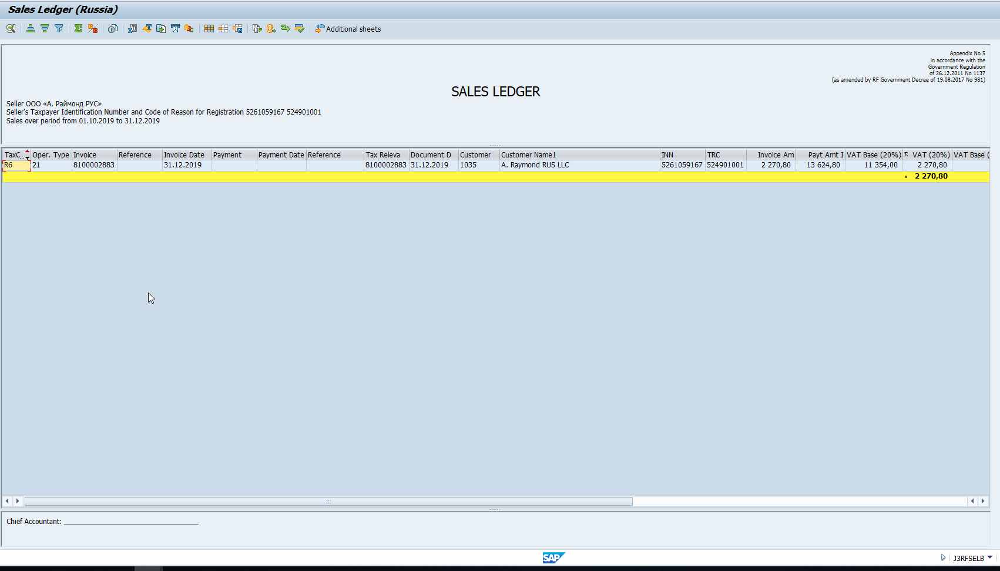 Sales Ledger (Russia)
Additional sheets
Appendix No 5
in accordance with the
Government Regulation
of 26.12.2011 No 1137
(as amended by RF Government Decree of 19.08.2017 No 981)
SALES LEDGER
Seller ООО «А. Раймонд РУС»
Seller's Taxpayer Identification Number and Code of Reason for Registration 5261059167 524901001
Sales over period from 01.10.2019 to 31.12.2019
TaxC... Oper. Type Invoice Reference Invoice Date Payment Payment Date Reference Tax Releva Document D Customer Customer Name1 INN TRC Invoice Am Payt Amt I VAT Base (20%) Σ VAT (20%) VAT Base (
R6 21 8100002883 31.12.2019 8100002883 31.12.2019 1035 A. Raymond RUS LLC 5261059167 524901001 2 270,80 13 624,80 11 354,00 2 270,80
2 270,80
Chief Accountant: ____________________
SAP
J3RFSELB